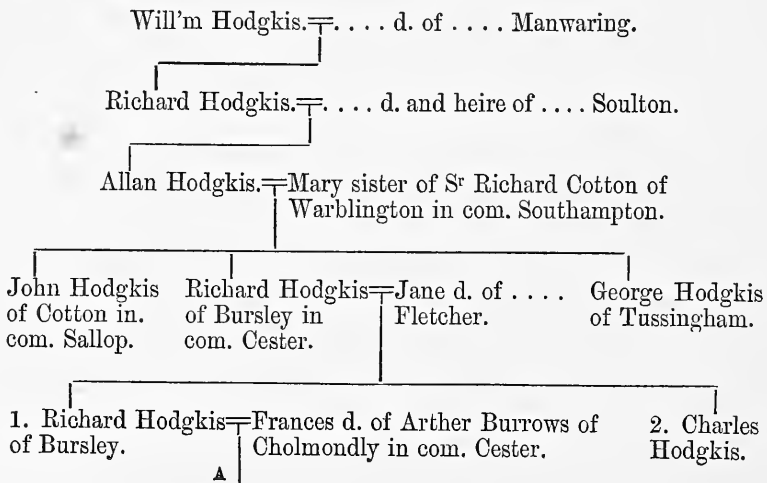 Will'm Hodgkis.=. . . . d. of . . . . Manwaring.
Richard Hodgkis.=. . . . d. and heire of . . . . Soulton.
Allan Hodgkis.=Mary sister of Sʳ Richard Cotton of
Warblington in com. Southampton.
John Hodgkis
of Cotton in.
com. Sallop.
Richard Hodgkis=Jane d. of . . . .
of Bursley in Fletcher.
com. Cester.
George Hodgkis
of Tussingham.
1. Richard Hodgkis=Frances d. of Arther Burrows of
of Bursley. Cholmondly in com. Cester.
2. Charles
Hodgkis.
A